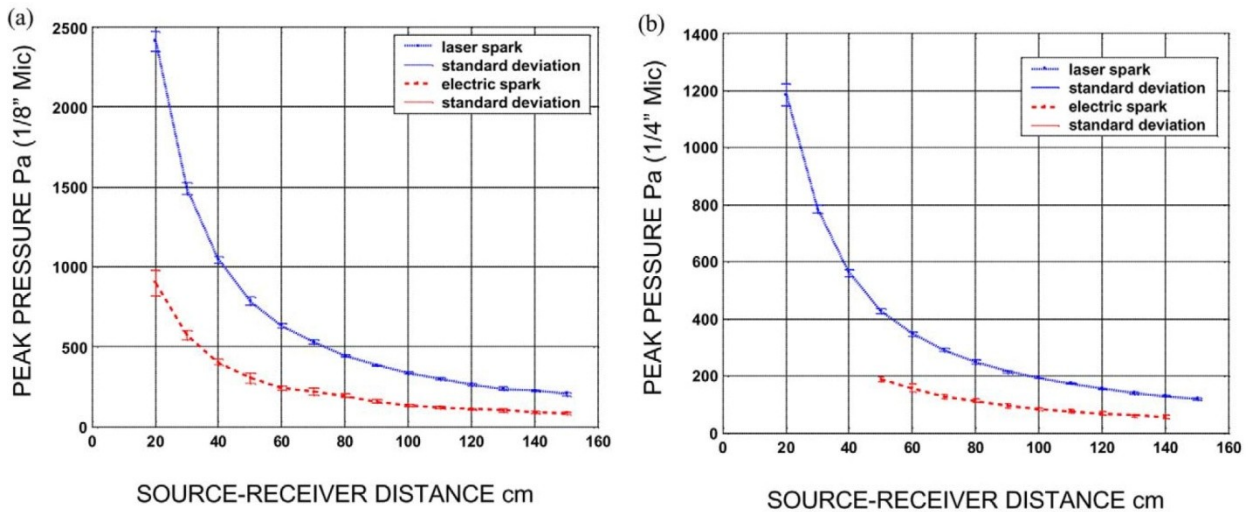 (a)
PEAK PRESSURE Pa (1/8” Mic)
2500
2000
1500
1000
500
0
0 20 40 60 80 100 120 140 160
SOURCE-RECEIVER DISTANCE cm
laser spark
standard deviation
electric spark
standard deviation
(b)
PEAK PESSURE Pa (1/4” Mic)
1400
1200
1000
800
600
400
200
0
0 20 40 60 80 100 120 140 160
SOURCE-RECEIVER DISTANCE cm
laser spark
standard deviation
electric spark
standard deviation